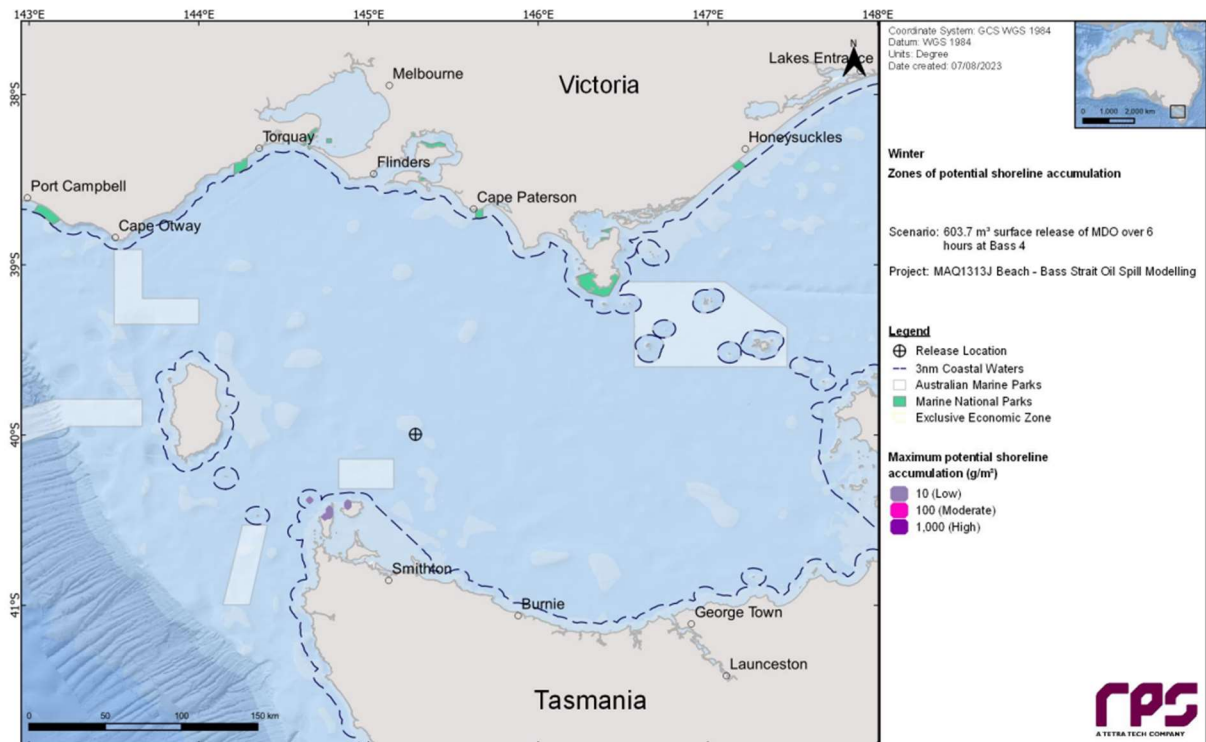 143°E 144°E 145°E 146°E 147°E 148°E
38°S
39°S
40°S
41°S
Melbourne
Victoria
Lakes Entrance
N
Torquay
Honeysuckles
Flinders
Port Campbell
Cape Paterson
Cape Otway
Smithton
Burnie
George Town
Launceston
Tasmania
0 50 100 150 km
Coordinate System: GCS WGS 1984
Datum: WGS 1984
Units: Degree
Date created: 07/08/2023
0 1,000 2,000 km
Winter
Zones of potential shoreline accumulation
Scenario: 603.7 m³ surface release of MDO over 6
hours at Bass 4
Project: MAQ1313J Beach - Bass Strait Oil Spill Modelling
Legend
Release Location
3nm Coastal Waters
Australian Marine Parks
Marine National Parks
Exclusive Economic Zone
Maximum potential shoreline
accumulation (g/m²)
10 (Low)
100 (Moderate)
1,000 (High)
rps
A TETRA TECH COMPANY